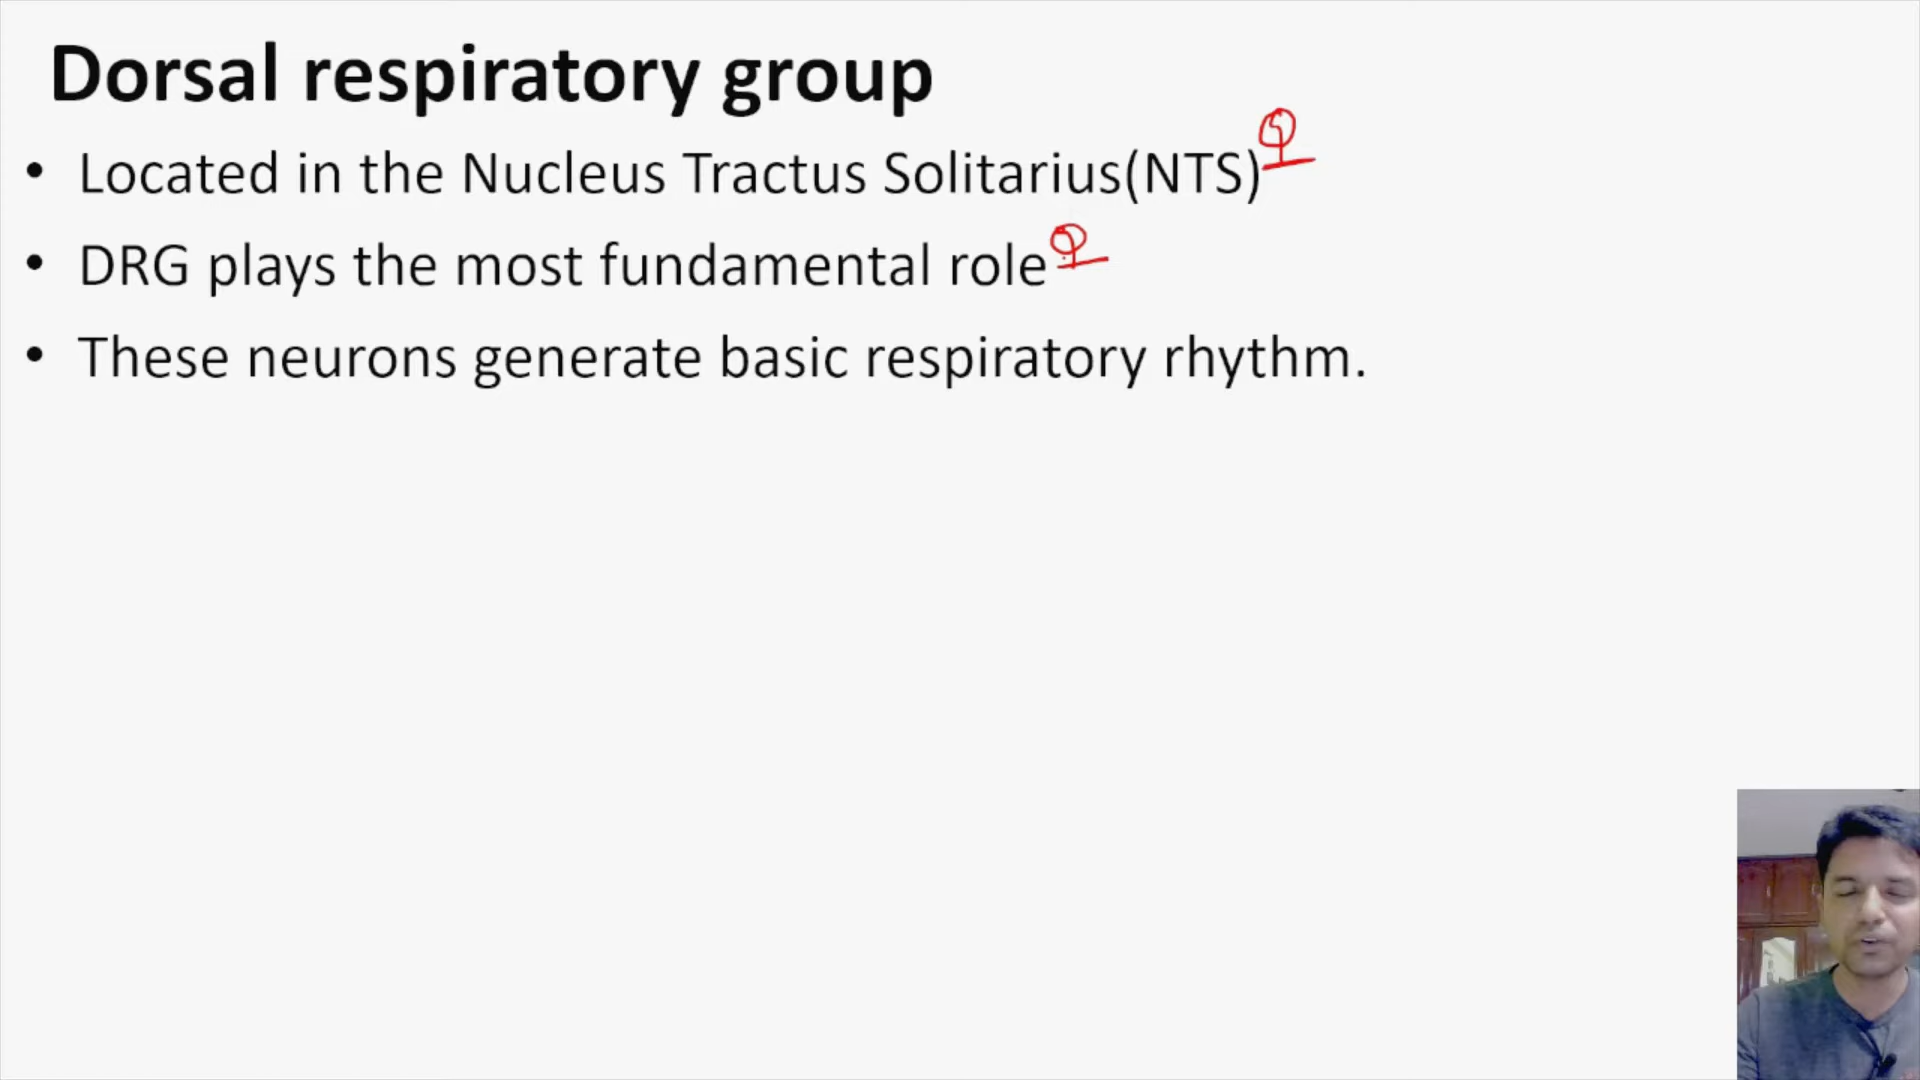 Dorsal respiratory group
• Located in the Nucleus Tractus Solitarius(NTS)
• DRG plays the most fundamental role
• These neurons generate basic respiratory rhythm.